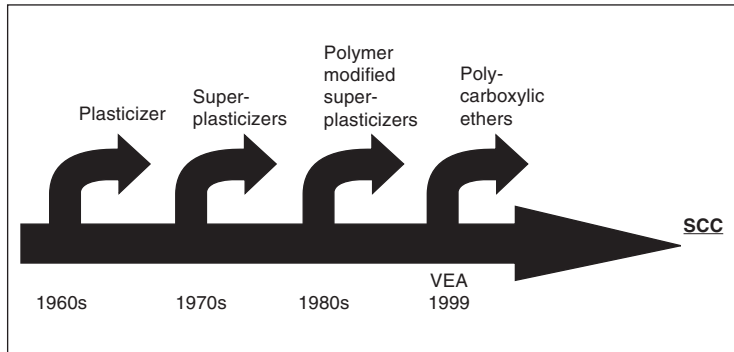 Plasticizer
Super-
plasticizers
Polymer
modified
super-
plasticizers
Poly-
carboxylic
ethers
SCC
1960s
1970s
1980s
VEA
1999